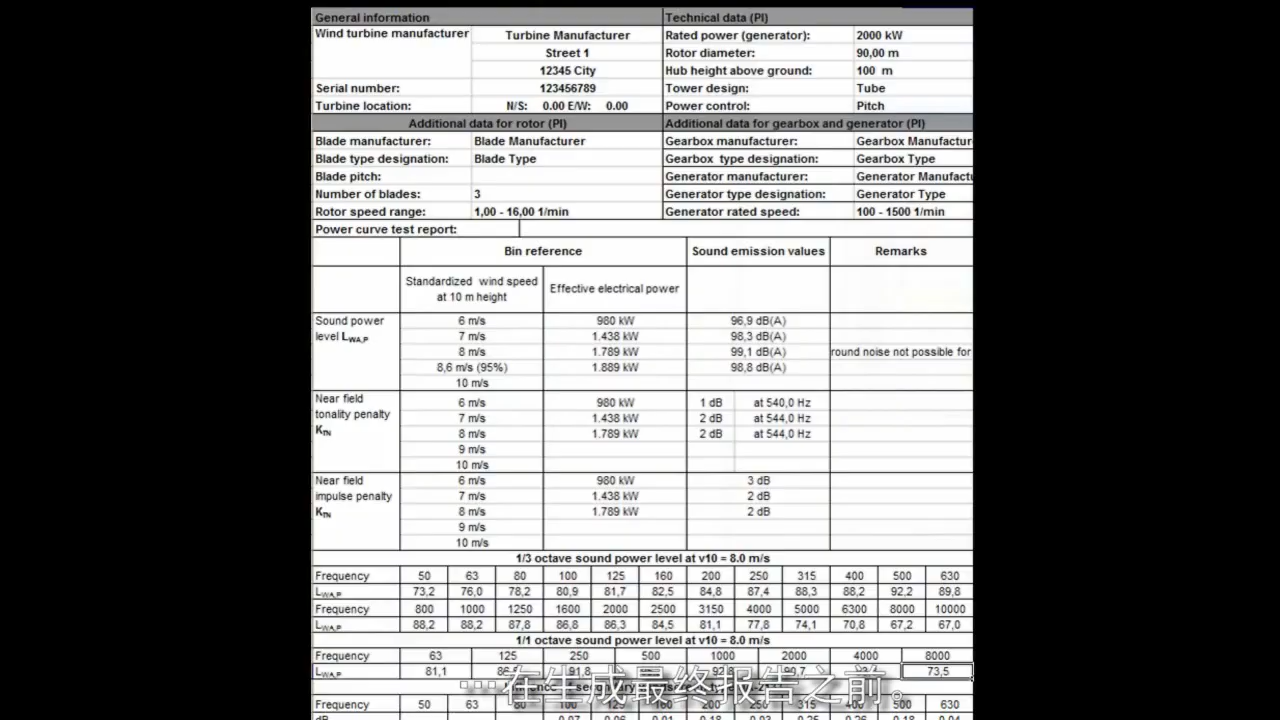 General information Technical data (PI)
Wind turbine manufacturer Turbine Manufacturer Rated power (generator): 2000 kW
Street 1 Rotor diameter: 90,00 m
12345 City Hub height above ground: 100 m
Serial number: 123456789 Tower design: Tube
Turbine location: N/S: 0.00 E/W: 0.00 Power control: Pitch
Additional data for rotor (PI) Additional data for gearbox and generator (PI)
Blade manufacturer: Blade Manufacturer Gearbox manufacturer: Gearbox Manufactur
Blade type designation: Blade Type Gearbox type designation: Gearbox Type
Blade pitch: Generator manufacturer: Generator Manufact
Number of blades: 3 Generator type designation: Generator Type
Rotor speed range: 1,00 - 16,00 1/min Generator rated speed: 100 - 1500 1/min
Power curve test report:
Bin reference Sound emission values Remarks
Standardized wind speed
at 10 m height Effective electrical power
Sound power 6 m/s 980 kW 96,9 dB(A)
level LWA,P 7 m/s 1.438 kW 98,3 dB(A)
8 m/s 1.789 kW 99,1 dB(A) round noise not possible for
8,6 m/s (95%) 1.889 kW 98,8 dB(A)
10 m/s
Near field 6 m/s 980 kW 1 dB at 540,0 Hz
tonality penalty 7 m/s 1.438 kW 2 dB at 544,0 Hz
KTN 8 m/s 1.789 kW 2 dB at 544,0 Hz
9 m/s
10 m/s
Near field 6 m/s 980 kW 3 dB
impulse penalty 7 m/s 1.438 kW 2 dB
KTN 8 m/s 1.789 kW 2 dB
9 m/s
10 m/s
1/3 octave sound power level at v10 = 8.0 m/s
Frequency 50 63 80 100 125 160 200 250 315 400 500 630
LWA,P 73,2 76,0 78,2 80,9 81,7 82,5 84,8 87,4 88,3 88,2 92,2 89,8
Frequency 800 1000 1250 1600 2000 2500 3150 4000 5000 6300 8000 10000
LWA,P 88,2 88,2 87,8 86,8 86,3 84,5 81,1 77,8 74,1 70,8 67,2 67,0
1/1 octave sound power level at v10 = 8.0 m/s
Frequency 63 125 250 500 1000 2000 4000 8000
LWA,P 81,1 73,5
在生成最终报告之前。
Frequency 50 63 80 100 125 160 200 250 315 400 500 630